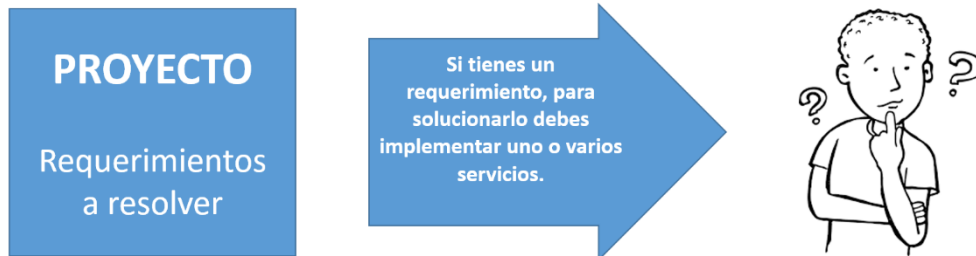 PROYECTO
Requerimientos
a resolver
Si tienes un
requerimiento, para
solucionarlo debes
implementar uno o varios
servicios.
?
?